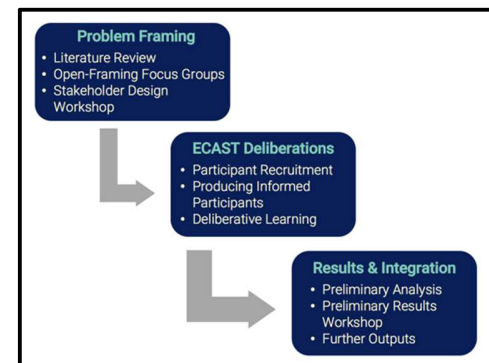 Problem Framing
• Literature Review
• Open-Framing Focus Groups
• Stakeholder Design
Workshop
ECAST Deliberations
• Participant Recruitment
• Producing Informed
Participants
• Deliberative Learning
Results & Integration
• Preliminary Analysis
• Preliminary Results
Workshop
• Further Outputs